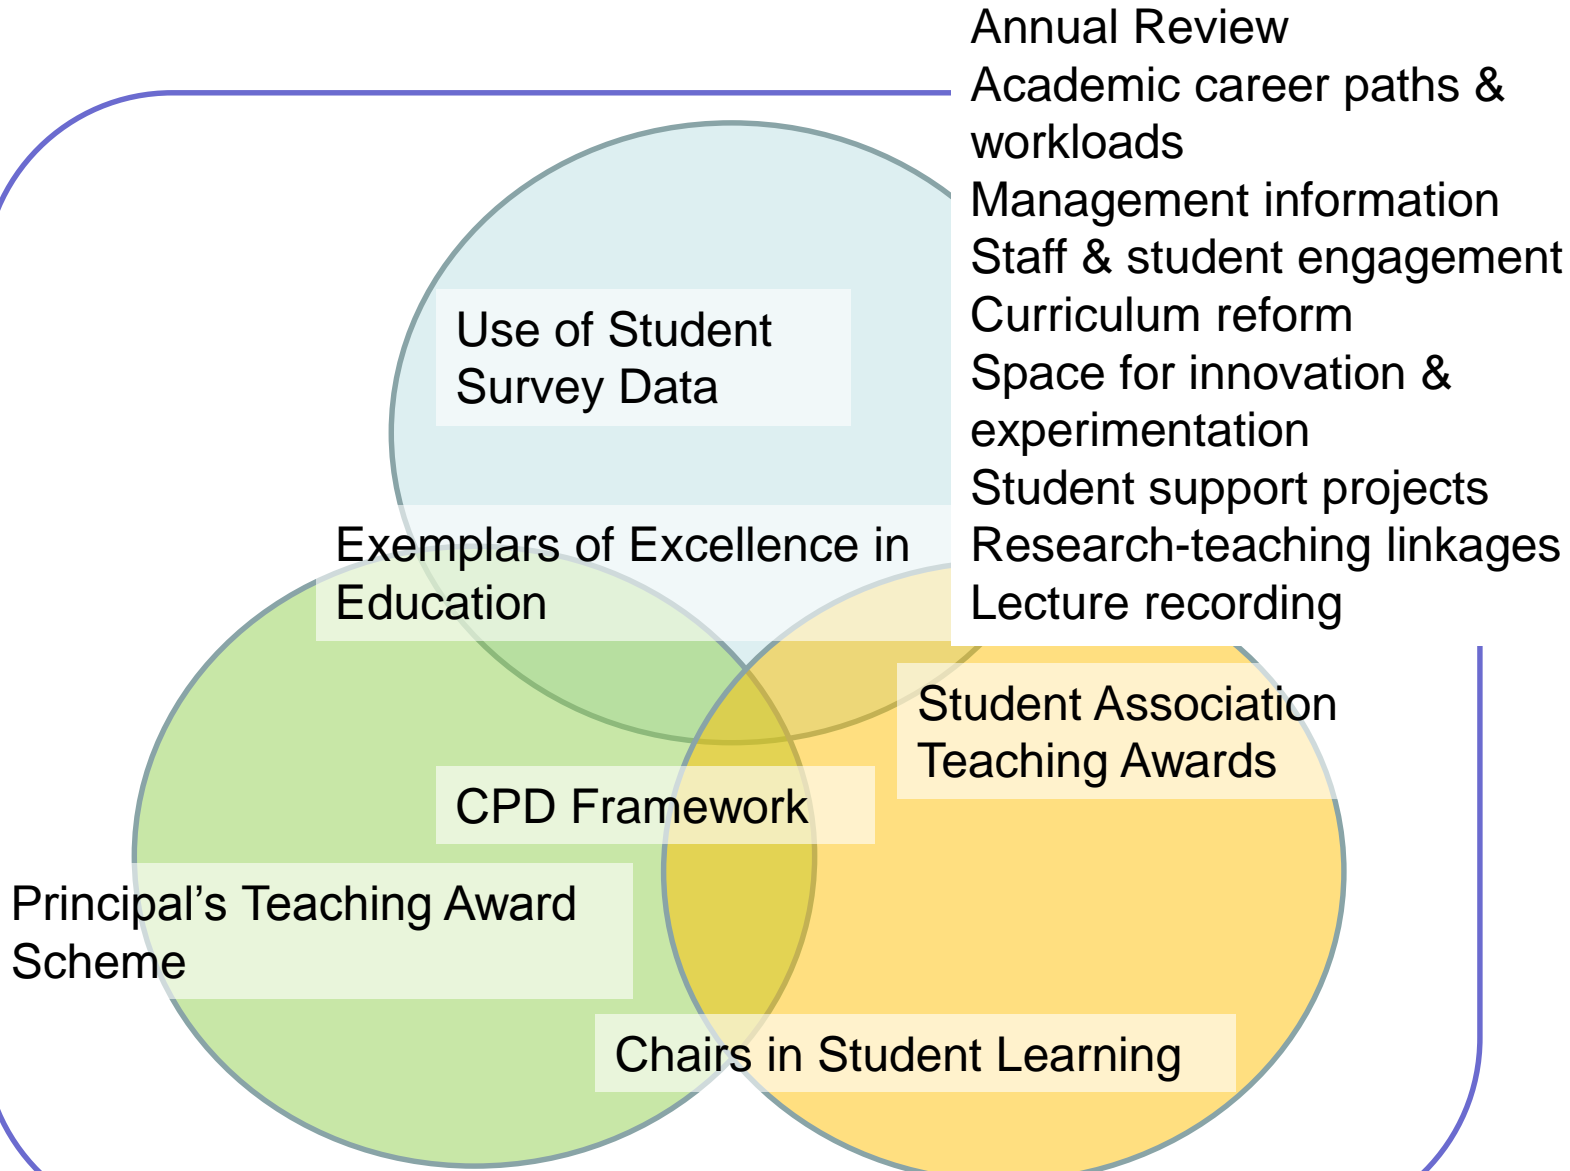 Annual Review
Academic career paths &
workloads
Management information
Staff & student engagement
Curriculum reform
Space for innovation &
experimentation
Student support projects
Research-teaching linkages
Lecture recording
Use of Student
Survey Data
Exemplars of Excellence in
Education
Student Association
Teaching Awards
CPD Framework
Principal’s Teaching Award
Scheme
Chairs in Student Learning